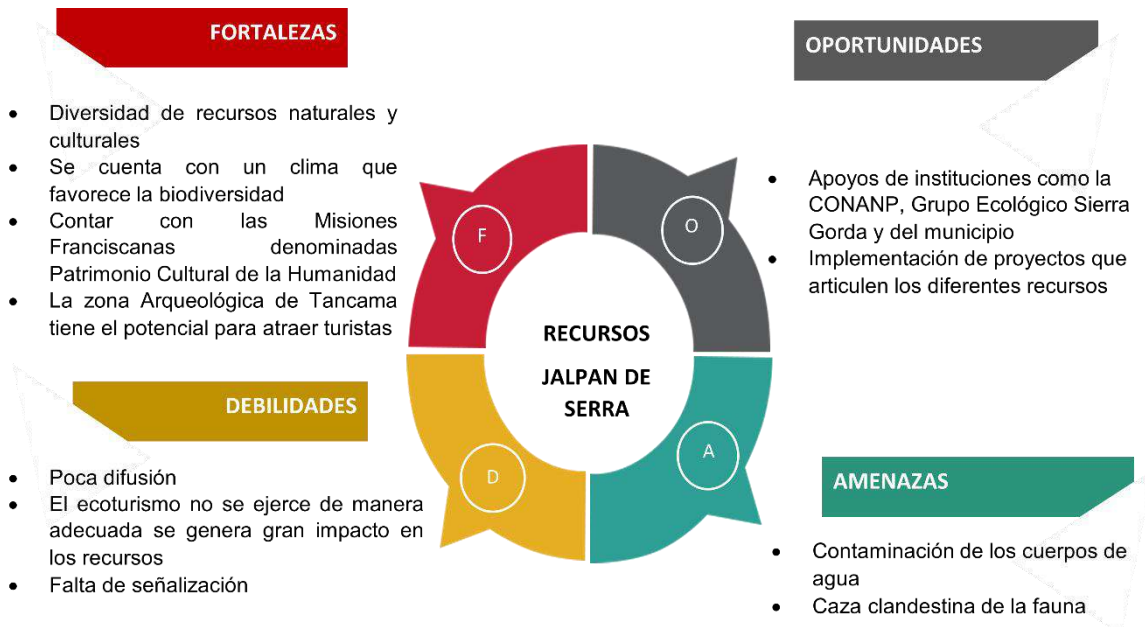 FORTALEZAS
• Diversidad de recursos naturales y
culturales
• Se cuenta con un clima que
favorece la biodiversidad
• Contar con las Misiones
Franciscanas denominadas
Patrimonio Cultural de la Humanidad
• La zona Arqueológica de Tancama
tiene el potencial para atraer turistas
OPORTUNIDADES
• Apoyos de instituciones como la
CONANP, Grupo Ecológico Sierra
Gorda y del municipio
• Implementación de proyectos que
articulen los diferentes recursos
F
O
RECURSOS
JALPAN DE
SERRA
D
A
DEBILIDADES
• Poca difusión
• El ecoturismo no se ejerce de manera
adecuada se genera gran impacto en
los recursos
• Falta de señalización
AMENAZAS
• Contaminación de los cuerpos de
agua
• Caza clandestina de la fauna